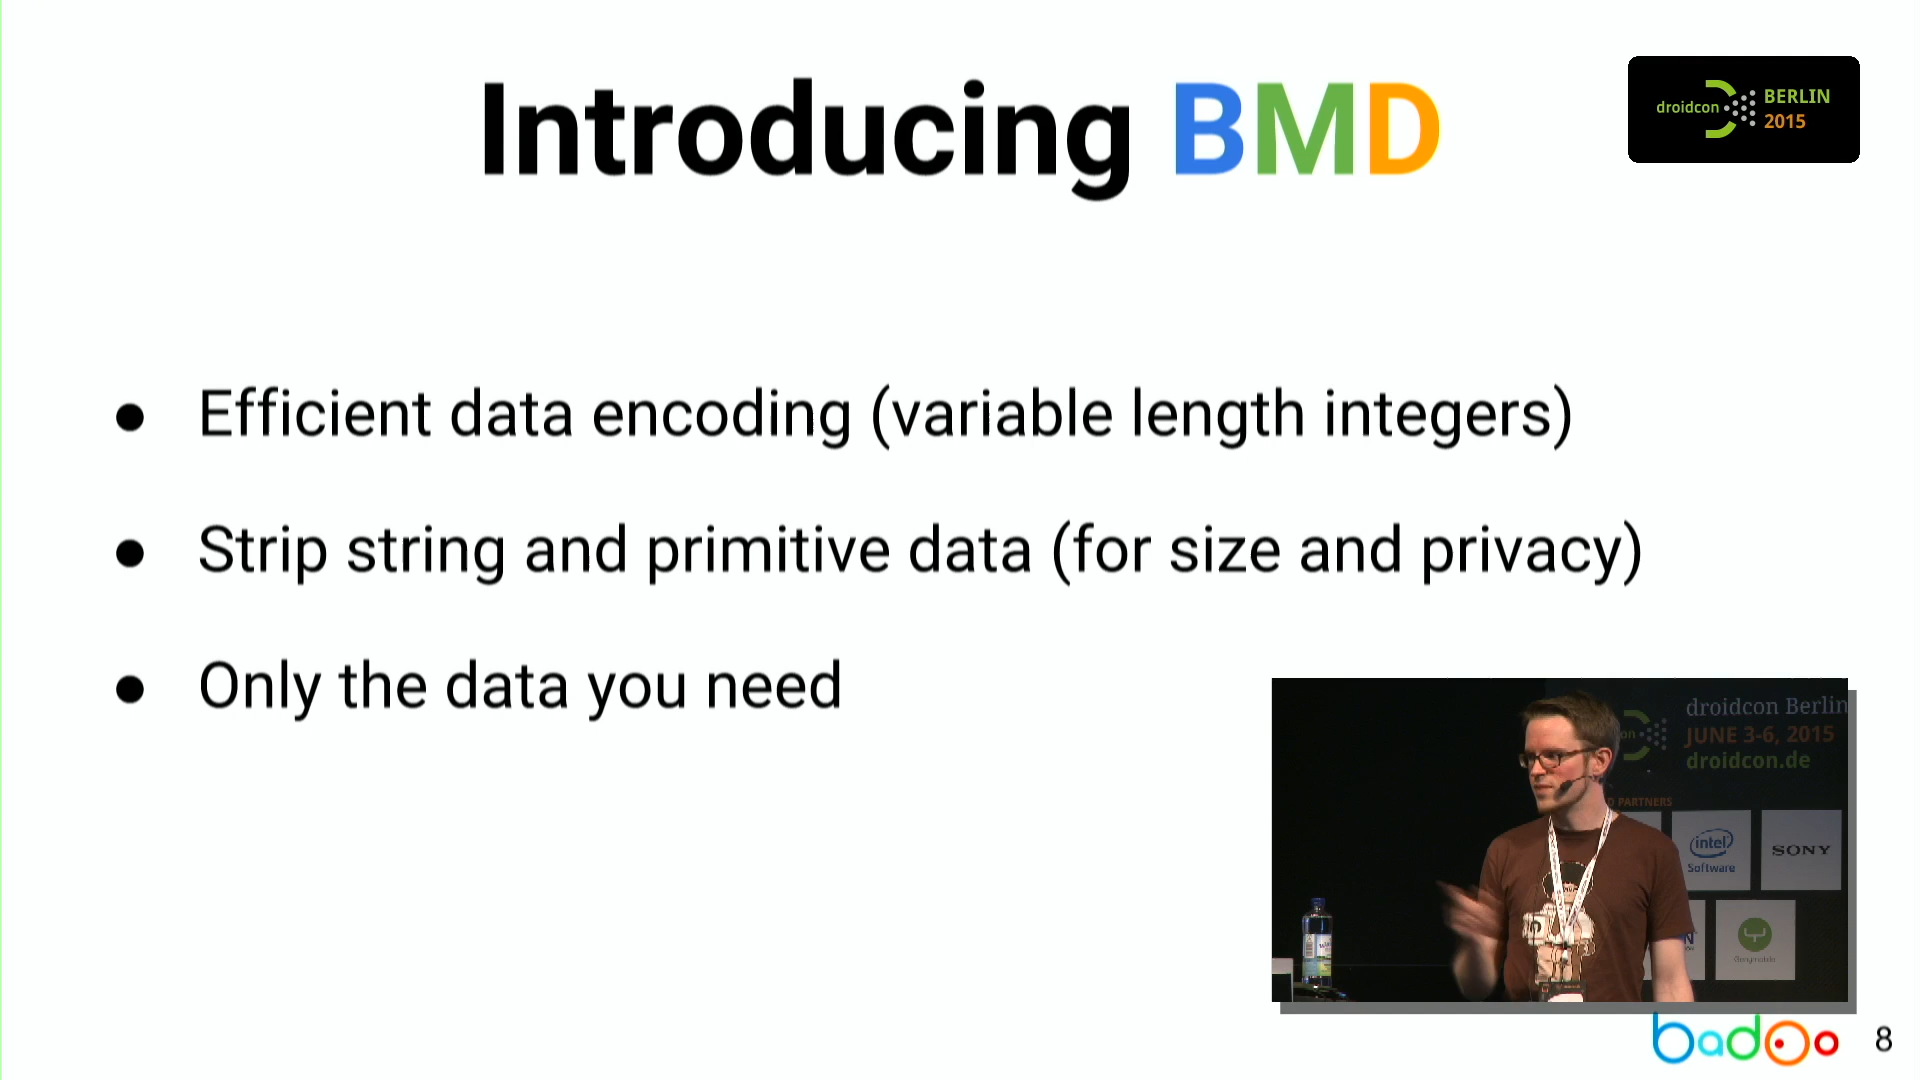 Introducing BMD
droidcon
BERLIN
2015
● Efficient data encoding (variable length integers)
● Strip string and primitive data (for size and privacy)
● Only the data you need
droidcon Berlin
JUNE 3-6, 2015
droidcon.de
PARTNERS
intel
Software
SONY
Genymobile
badoo
8